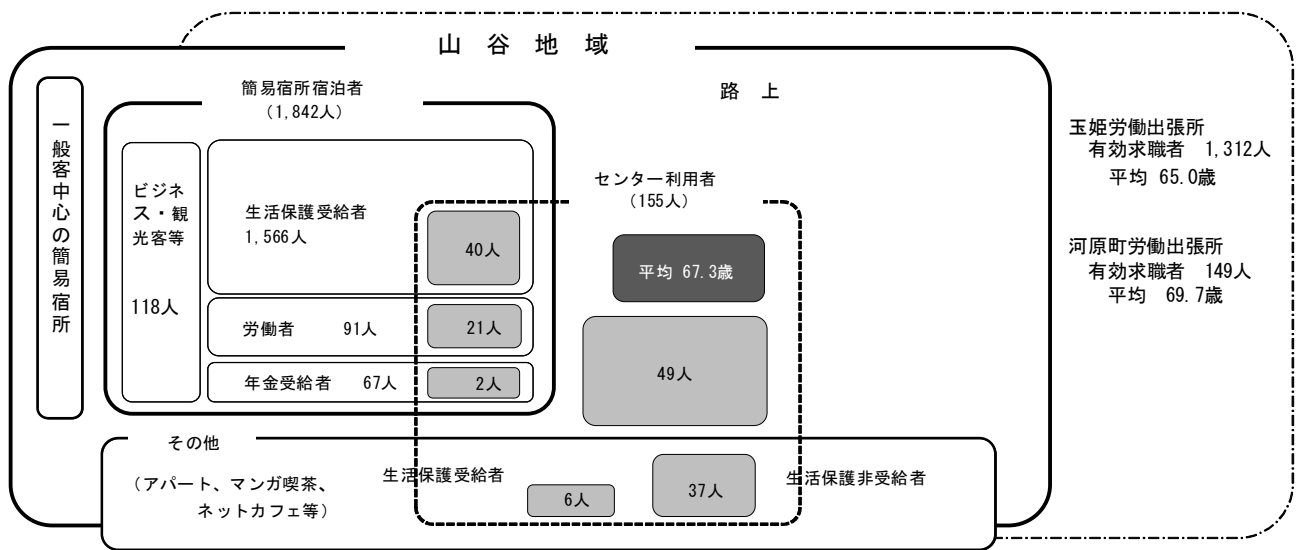 山谷地域
一般客中心の簡易宿所
簡易宿所宿泊者
（1,842人）
ビジネ
ス・観
光客等
118人
生活保護受給者
1,566人
40人
労働者 91人
21人
年金受給者 67人
2人
路上
センター利用者
（155人）
平均 67.3歳
49人
その他
（アパート、マンガ喫茶、
ネットカフェ等）
生活保護受給者
6人
37人
生活保護非受給者
玉姫労働出張所
有効求職者 1,312人
平均 65.0歳
河原町労働出張所
有効求職者 149人
平均 69.7歳